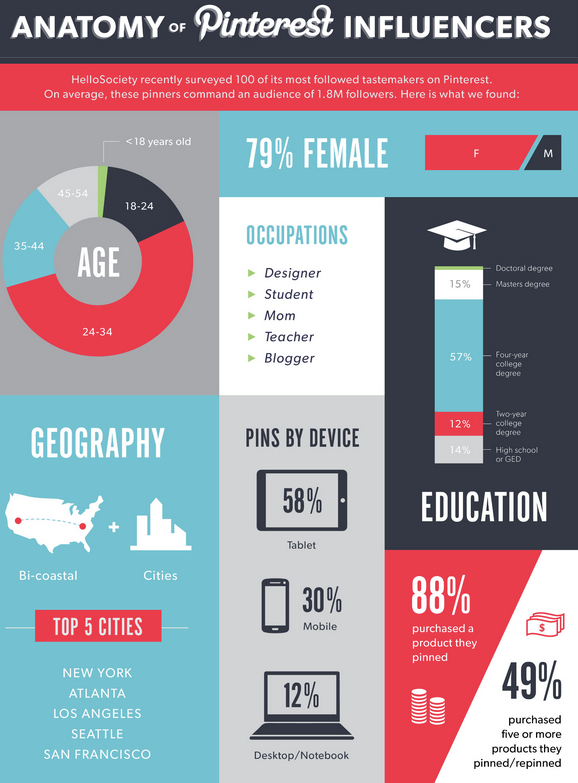 ANATOMY OF Pinterest INFLUENCERS
HelloSociety recently surveyed 100 of its most followed tastemakers on Pinterest.
On average, these pinners command an audience of 1.8M followers. Here is what we found:
<18 years old
18-24
24-34
35-44
45-54
AGE
79% FEMALE
F
M
OCCUPATIONS
Designer
Student
Mom
Teacher
Blogger
Doctoral degree
15%
Masters degree
57%
Four-year
college
degree
12%
Two-year
college
degree
14%
High school
or GED
EDUCATION
GEOGRAPHY
+
Bi-coastal
Cities
TOP 5 CITIES
NEW YORK
ATLANTA
LOS ANGELES
SEATTLE
SAN FRANCISCO
PINS BY DEVICE
58%
Tablet
30%
Mobile
12%
Desktop/Notebook
88%
purchased a
product they
pinned
$
49%
purchased
five or more
products they
pinned/repinned